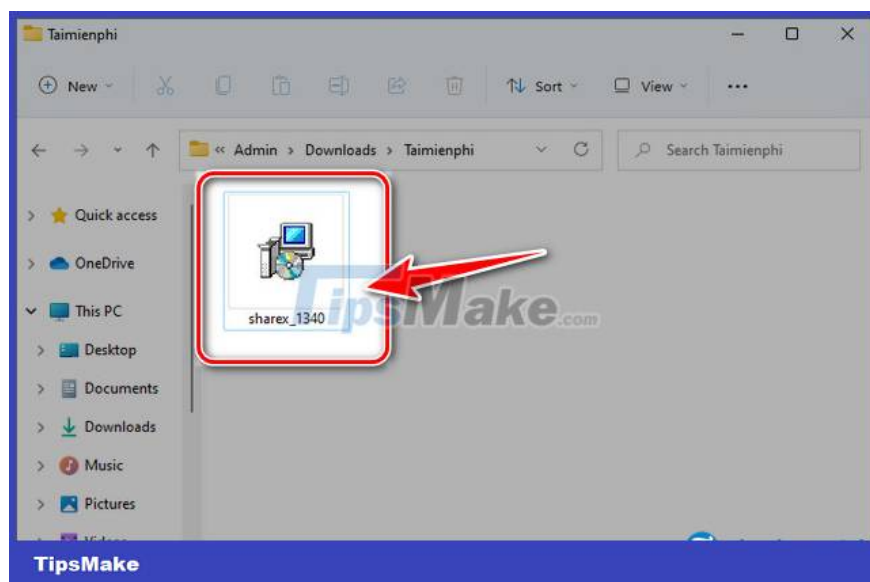 Taimienphi
New
Sort
View
« Admin > Downloads > Taimienphi
Search Taimienphi
Quick access
OneDrive
This PC
Desktop
Documents
Downloads
Music
Pictures
sharex_1340
TipsMake.com
TipsMake